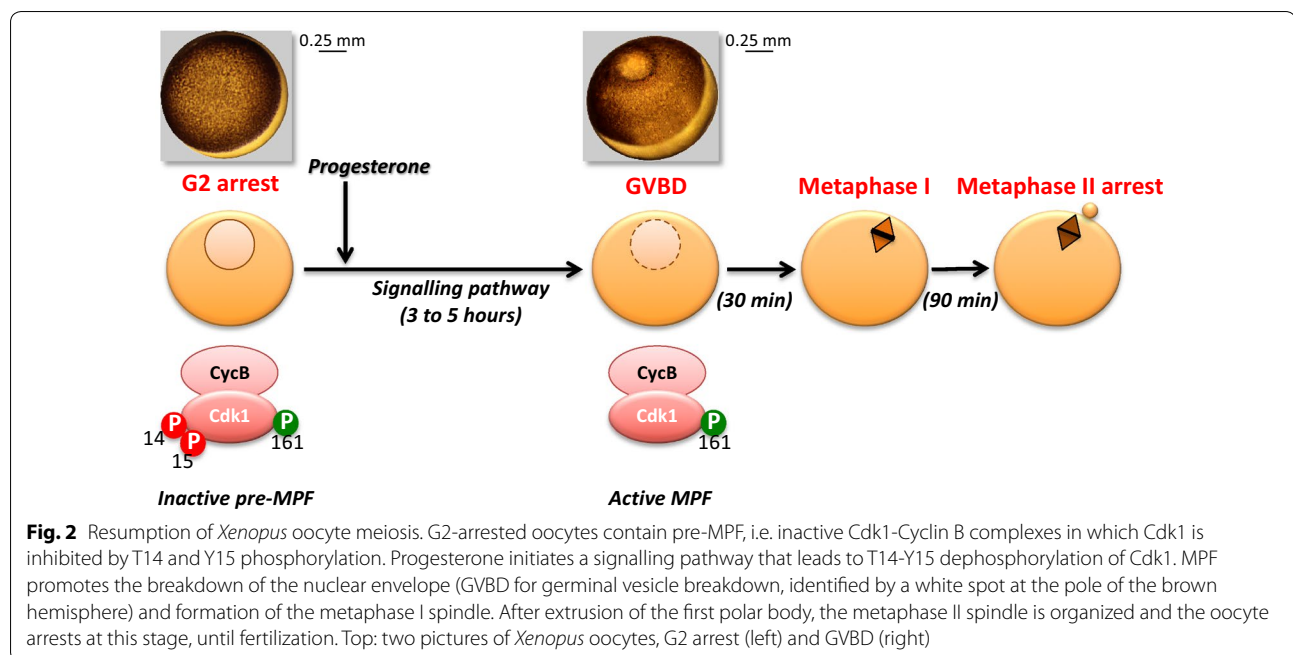 0.25 mm
0.25 mm
G2 arrest
Progesterone
GVBD
Metaphase I
Metaphase II arrest
Signalling pathway
(3 to 5 hours)
(30 min)
(90 min)
CycB
Cdk1
P
14
P
15
P
161
CycB
Cdk1
P
161
Inactive pre-MPF
Active MPF
Fig. 2 Resumption of Xenopus oocyte meiosis. G2-arrested oocytes contain pre-MPF, i.e. inactive Cdk1-Cyclin B complexes in which Cdk1 is
inhibited by T14 and Y15 phosphorylation. Progesterone initiates a signalling pathway that leads to T14-Y15 dephosphorylation of Cdk1. MPF
promotes the breakdown of the nuclear envelope (GVBD for germinal vesicle breakdown, identified by a white spot at the pole of the brown
hemisphere) and formation of the metaphase I spindle. After extrusion of the first polar body, the metaphase II spindle is organized and the oocyte
arrests at this stage, until fertilization. Top: two pictures of Xenopus oocytes, G2 arrest (left) and GVBD (right)